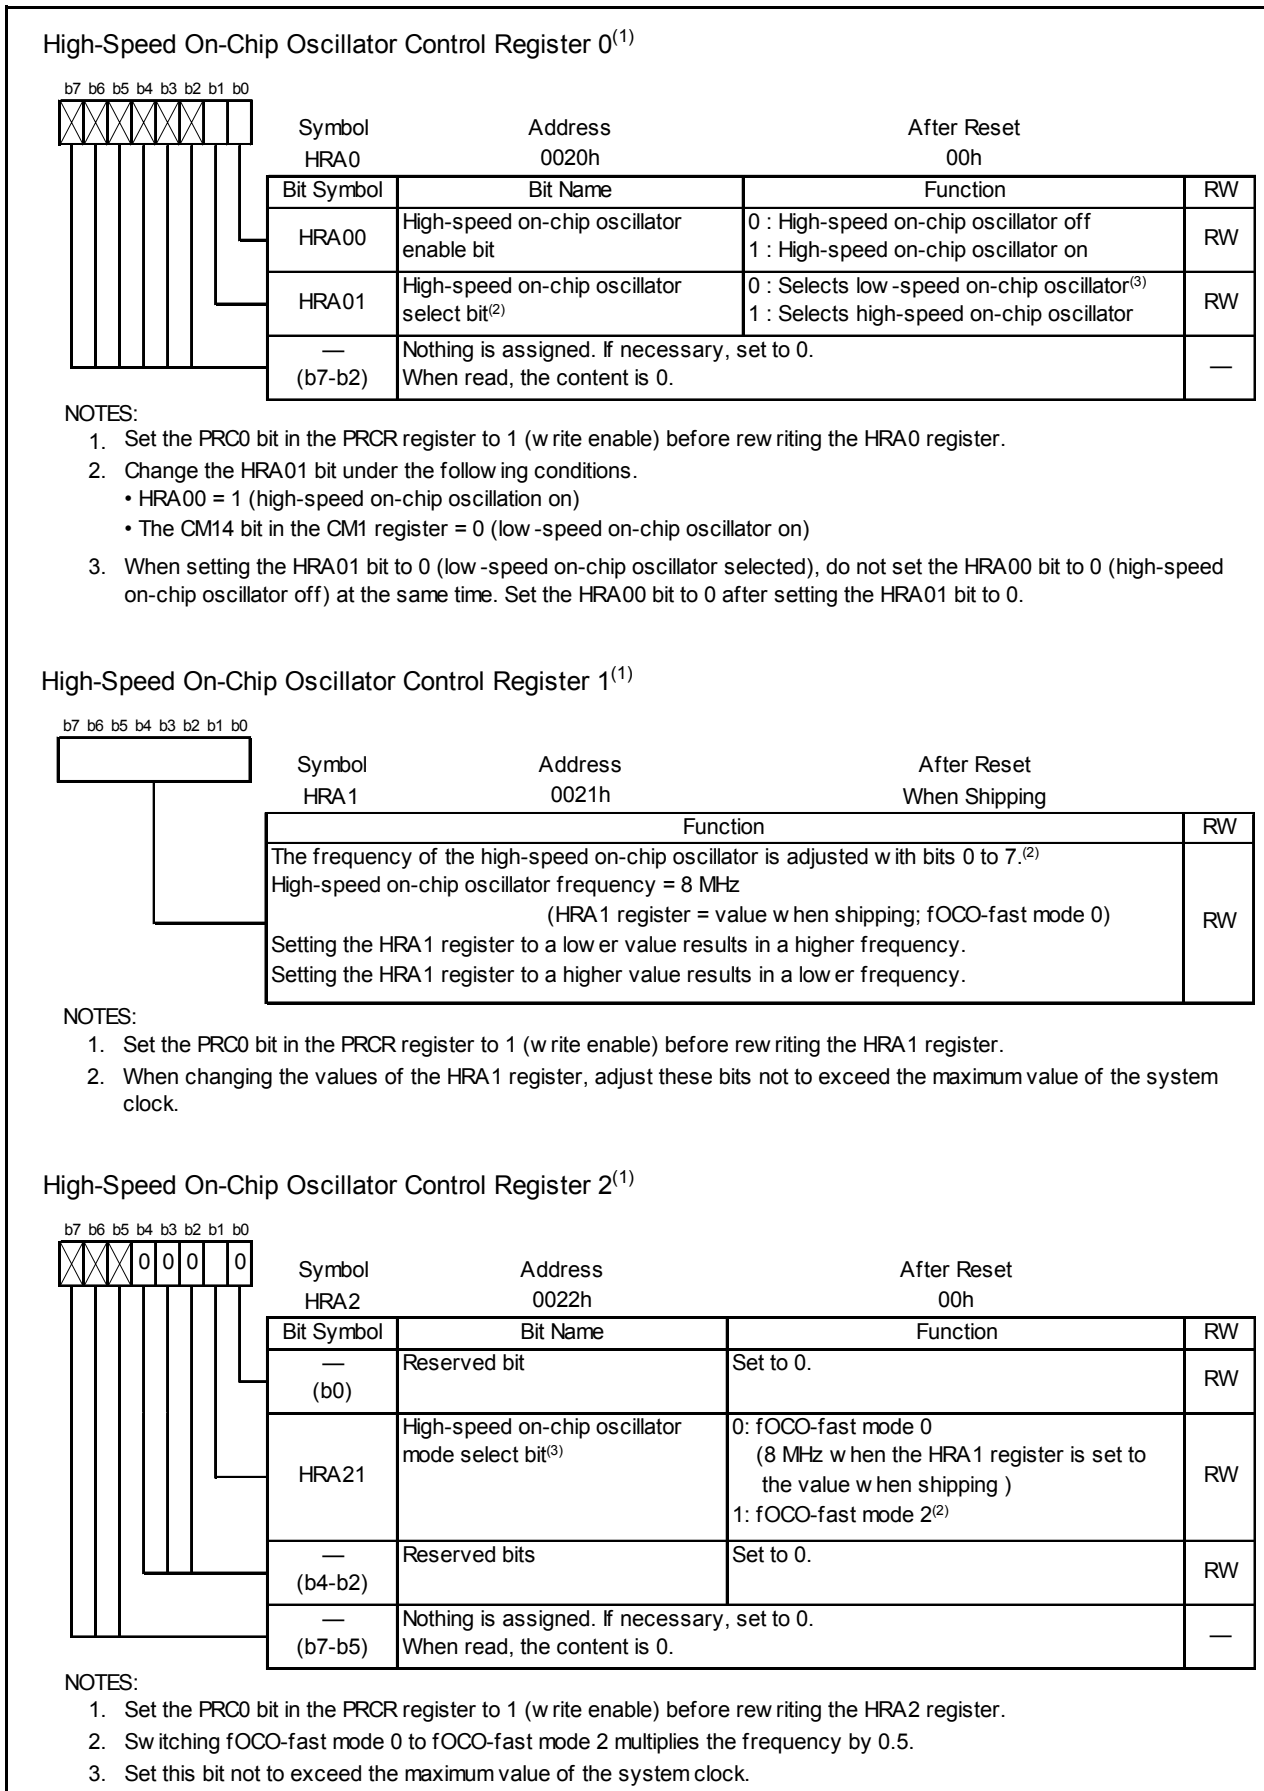 High-Speed On-Chip Oscillator Control Register 0(1)
b7 b6 b5 b4 b3 b2 b1 b0
Symbol Address After Reset
HRA0 0020h 00h
Bit Symbol Bit Name Function RW
HRA00 High-speed on-chip oscillator enable bit 0 : High-speed on-chip oscillator off RW
1 : High-speed on-chip oscillator on
HRA01 High-speed on-chip oscillator select bit(2) 0 : Selects low-speed on-chip oscillator(3) RW
1 : Selects high-speed on-chip oscillator
— (b7-b2) Nothing is assigned. If necessary, set to 0. —
When read, the content is 0.
NOTES:
1. Set the PRC0 bit in the PRCR register to 1 (write enable) before rewriting the HRA0 register.
2. Change the HRA01 bit under the following conditions.
• HRA00 = 1 (high-speed on-chip oscillation on)
• The CM14 bit in the CM1 register = 0 (low-speed on-chip oscillator on)
3. When setting the HRA01 bit to 0 (low-speed on-chip oscillator selected), do not set the HRA00 bit to 0 (high-speed
on-chip oscillator off) at the same time. Set the HRA00 bit to 0 after setting the HRA01 bit to 0.
High-Speed On-Chip Oscillator Control Register 1(1)
b7 b6 b5 b4 b3 b2 b1 b0
Symbol Address After Reset
HRA1 0021h When Shipping
Function RW
The frequency of the high-speed on-chip oscillator is adjusted with bits 0 to 7.(2)
High-speed on-chip oscillator frequency = 8 MHz
(HRA1 register = value when shipping; fOCO-fast mode 0) RW
Setting the HRA1 register to a lower value results in a higher frequency.
Setting the HRA1 register to a higher value results in a lower frequency.
NOTES:
1. Set the PRC0 bit in the PRCR register to 1 (write enable) before rewriting the HRA1 register.
2. When changing the values of the HRA1 register, adjust these bits not to exceed the maximum value of the system
clock.
High-Speed On-Chip Oscillator Control Register 2(1)
b7 b6 b5 b4 b3 b2 b1 b0
0 0 0 0
Symbol Address After Reset
HRA2 0022h 00h
Bit Symbol Bit Name Function RW
— (b0) Reserved bit Set to 0. RW
HRA21 High-speed on-chip oscillator mode select bit(3) 0: fOCO-fast mode 0 RW
(8 MHz when the HRA1 register is set to
the value when shipping )
1: fOCO-fast mode 2(2)
— (b4-b2) Reserved bits Set to 0. RW
— (b7-b5) Nothing is assigned. If necessary, set to 0. —
When read, the content is 0.
NOTES:
1. Set the PRC0 bit in the PRCR register to 1 (write enable) before rewriting the HRA2 register.
2. Switching fOCO-fast mode 0 to fOCO-fast mode 2 multiplies the frequency by 0.5.
3. Set this bit not to exceed the maximum value of the system clock.